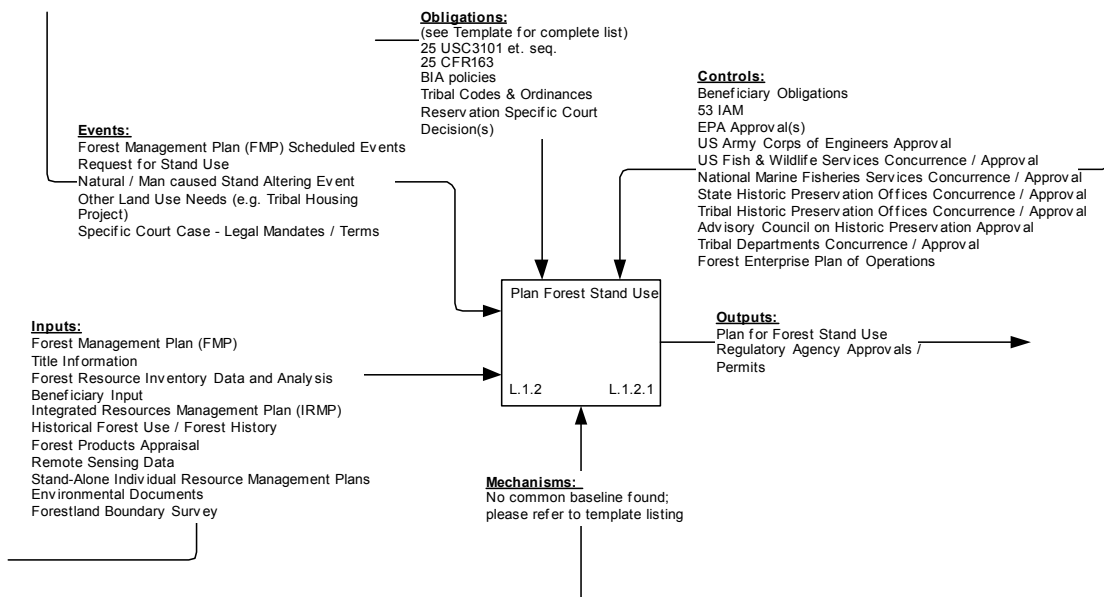 Obligations:
(see Template for complete list)
25 USC3101 et. seq.
25 CFR163
BIA policies
Tribal Codes & Ordinances
Reservation Specific Court
Decision(s)
Controls:
Beneficiary Obligations
53 IAM
EPA Approval(s)
US Army Corps of Engineers Approval
US Fish & Wildlife Services Concurrence / Approval
National Marine Fisheries Services Concurrence / Approval
State Historic Preservation Offices Concurrence / Approval
Tribal Historic Preservation Offices Concurrence / Approval
Advisory Council on Historic Preservation Approval
Tribal Departments Concurrence / Approval
Forest Enterprise Plan of Operations
Events:
Forest Management Plan (FMP) Scheduled Events
Request for Stand Use
Natural / Man caused Stand Altering Event
Other Land Use Needs (e.g. Tribal Housing
Project)
Specific Court Case - Legal Mandates / Terms
Plan Forest Stand Use
L.1.2 L.1.2.1
Outputs:
Plan for Forest Stand Use
Regulatory Agency Approvals /
Permits
Inputs:
Forest Management Plan (FMP)
Title Information
Forest Resource Inventory Data and Analysis
Beneficiary Input
Integrated Resources Management Plan (IRMP)
Historical Forest Use / Forest History
Forest Products Appraisal
Remote Sensing Data
Stand-Alone Individual Resource Management Plans
Environmental Documents
Forestland Boundary Survey
Mechanisms:
No common baseline found;
please refer to template listing